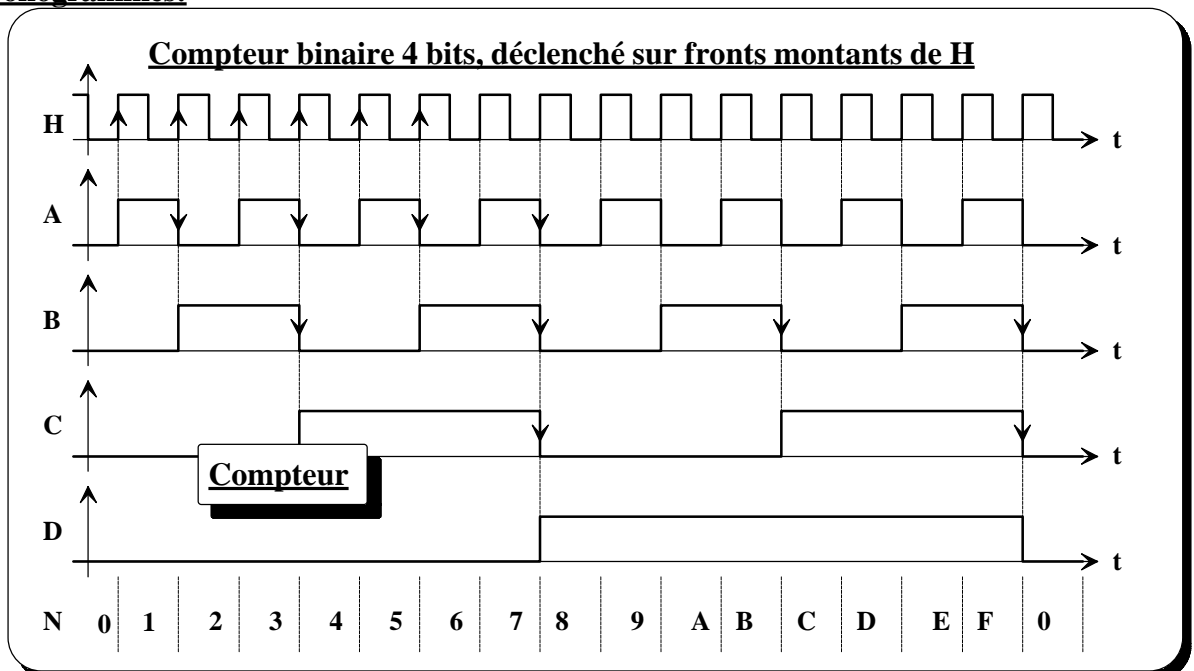 Compteur binaire 4 bits, déclenché sur fronts montants de H
H t
A t
B t
C t
Compteur
D t
N 0 1 2 3 4 5 6 7 8 9 A B C D E F 0